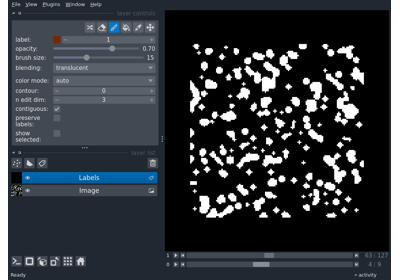 File View Plugins Window Help
layer controls
label: 1
opacity: 0.70
brush size: 15
blending: translucent
color mode: auto
contour: 0
n edit dim: 3
contiguous: ✓
preserve
labels:
show
selected:
layer list
Labels
Image
1 63 | 127
0 4 | 9
Ready activity